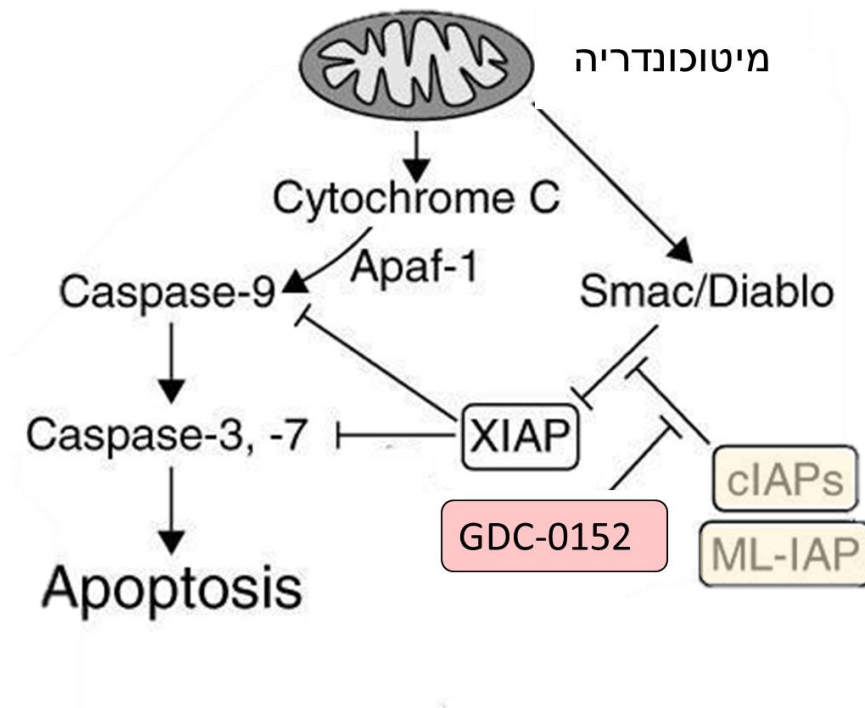 מיטוכונדריה
Cytochrome C
Apaf-1
Caspase-9
Smac/Diablo
Caspase-3, -7
XIAP
cIAPs
GDC-0152
ML-IAP
Apoptosis